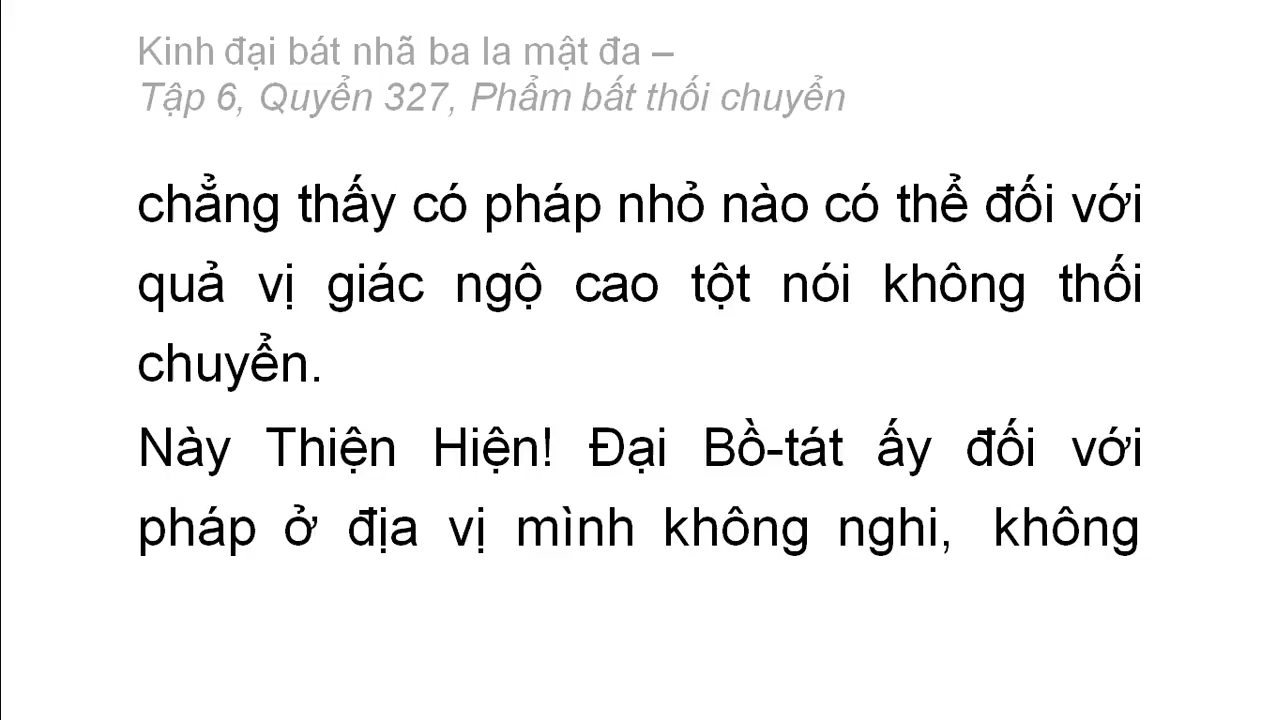 Kinh đại bát nhã ba la mật đa –
Tập 6, Quyển 327, Phẩm bất thối chuyển
chẳng thấy có pháp nhỏ nào có thể đối với
quả vị giác ngộ cao tột nói không thối
chuyển.
Này Thiện Hiện! Đại Bồ-tát ấy đối với
pháp ở địa vị mình không nghi, không